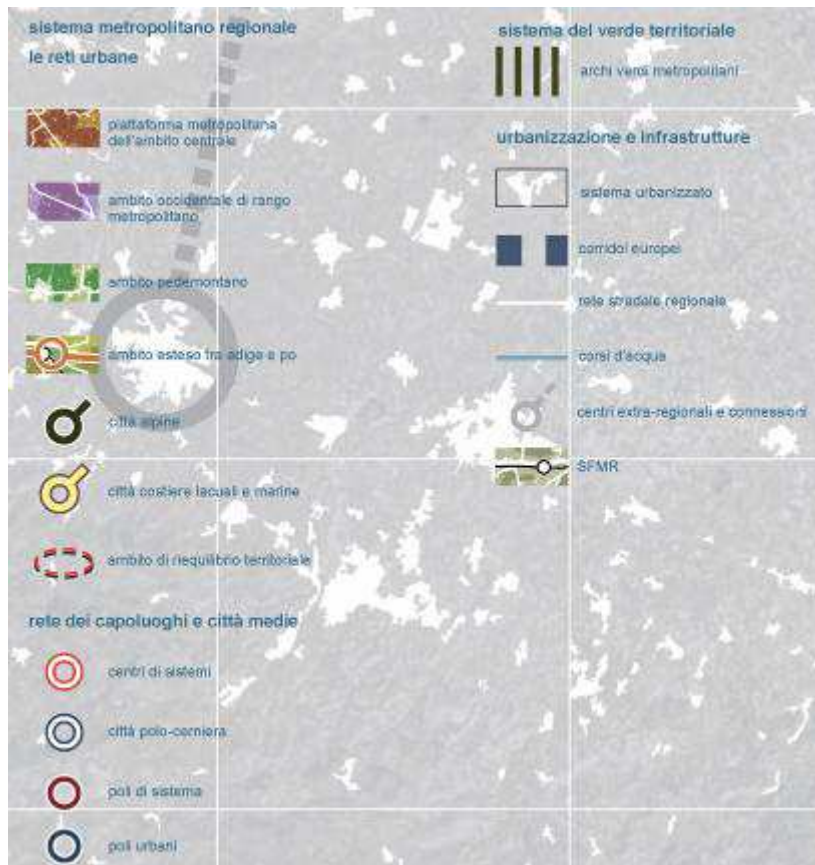 sistema metropolitano regionale
le reti urbane
piattaforma metropolitana
dell'ambito centrale
ambito occidentale di rango
metropolitano
ambito pedemontano
ambito esteso tra adige e po
città alpine
città costiere lacuali e marine
ambito di riequilibrio territoriale
rete dei capoluoghi e città medie
centri di sistemi
città polo-cerniera
poli di sistema
poli urbani
sistema del verde territoriale
archi verdi metropolitani
urbanizzazione e infrastrutture
sistema urbanizzato
corridoi europei
rete stradale regionale
corsi d'acqua
centri extra-regionali e connessioni
SFMR